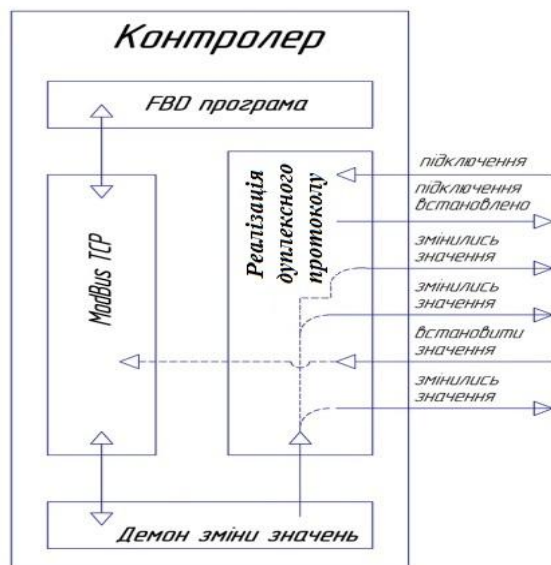 Контролер
FBD програма
ModBus TCP
Реалізація
дуплексного
протоколу
підключення
підключення
встановлено
змінились
значення
змінились
значення
встановити
значення
змінились
значення
Демон зміни значень